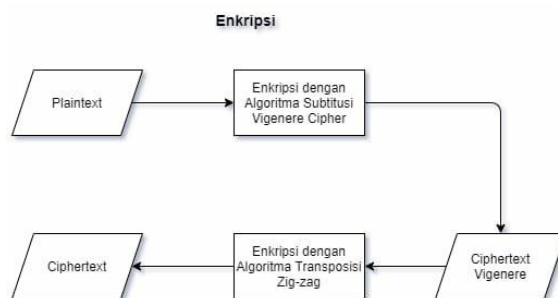 Enkripsi
Plaintext
Enkripsi dengan
Algoritma Subtitusi
Vigenere Cipher
Ciphertext
Vigenere
Enkripsi dengan
Algoritma Transposisi
Zig-zag
Ciphertext